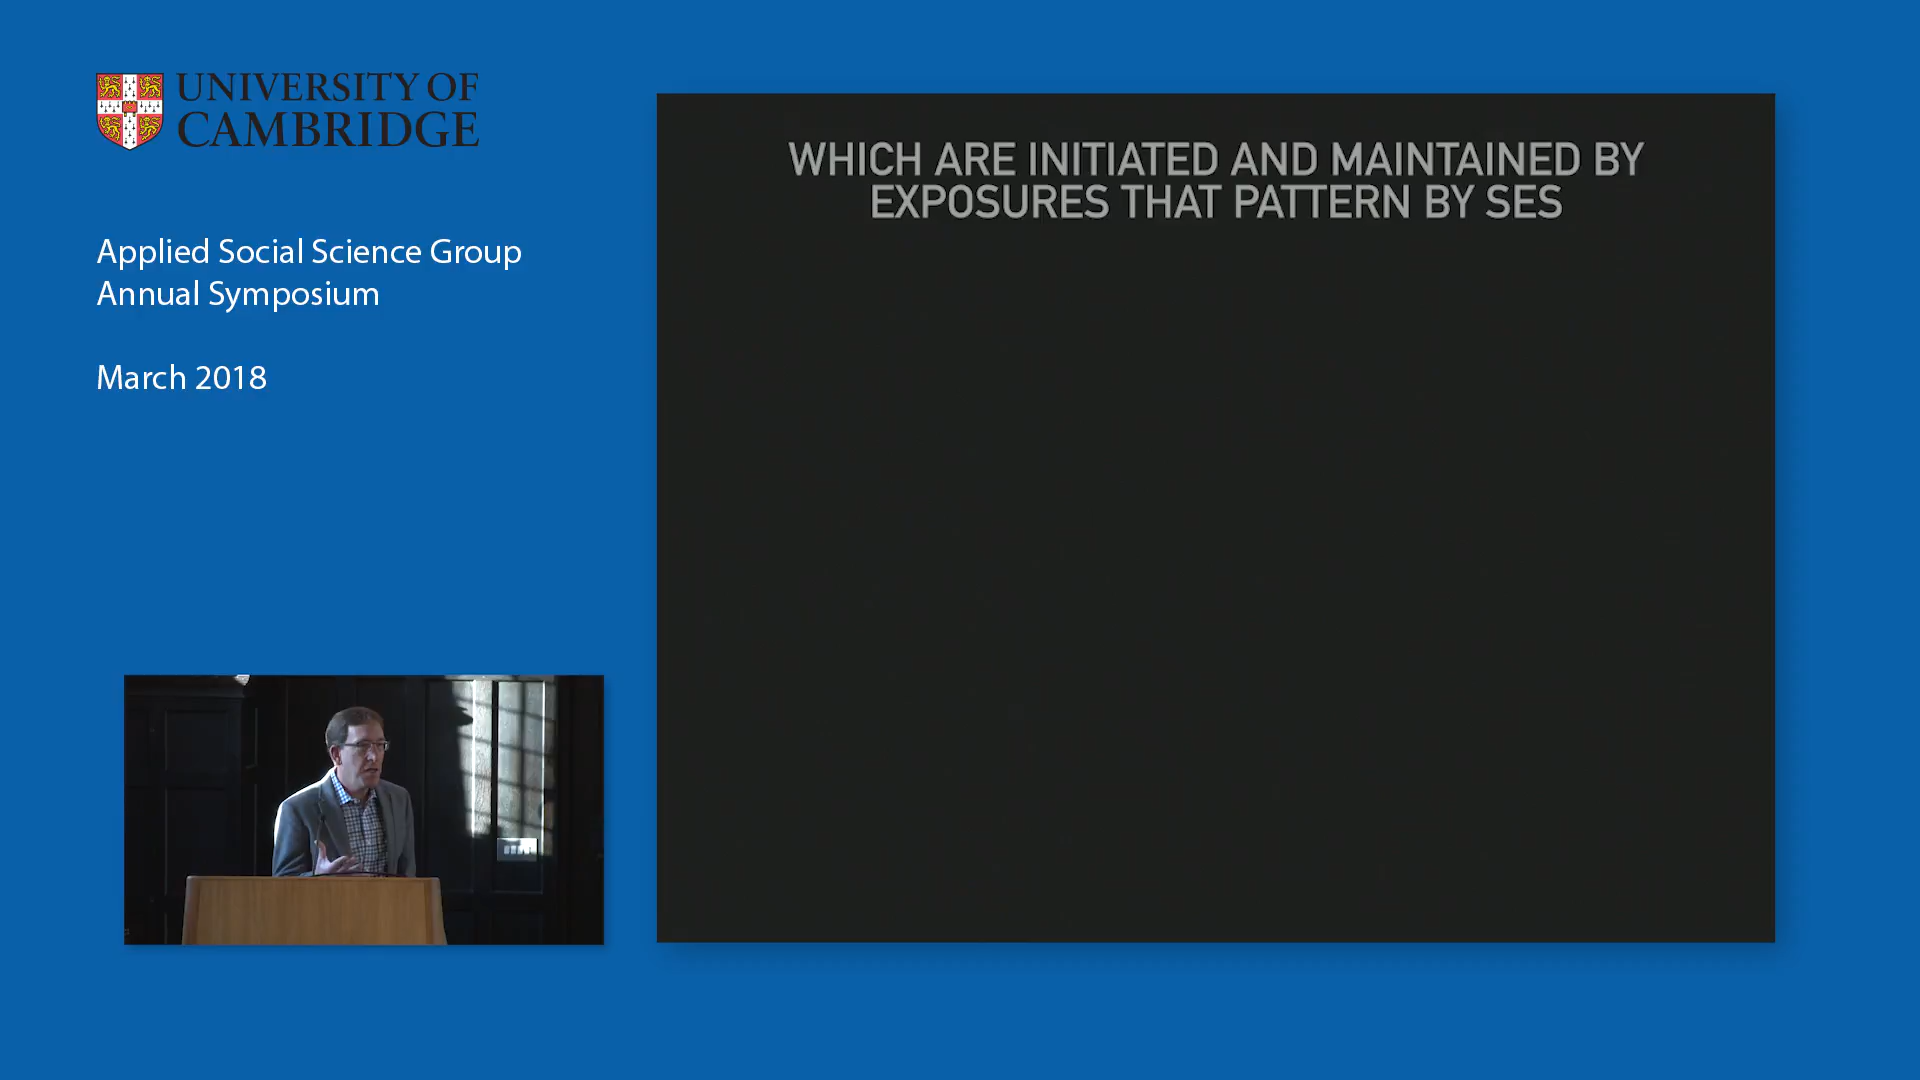 UNIVERSITY OF
CAMBRIDGE
Applied Social Science Group
Annual Symposium
March 2018
WHICH ARE INITIATED AND MAINTAINED BY
EXPOSURES THAT PATTERN BY SES